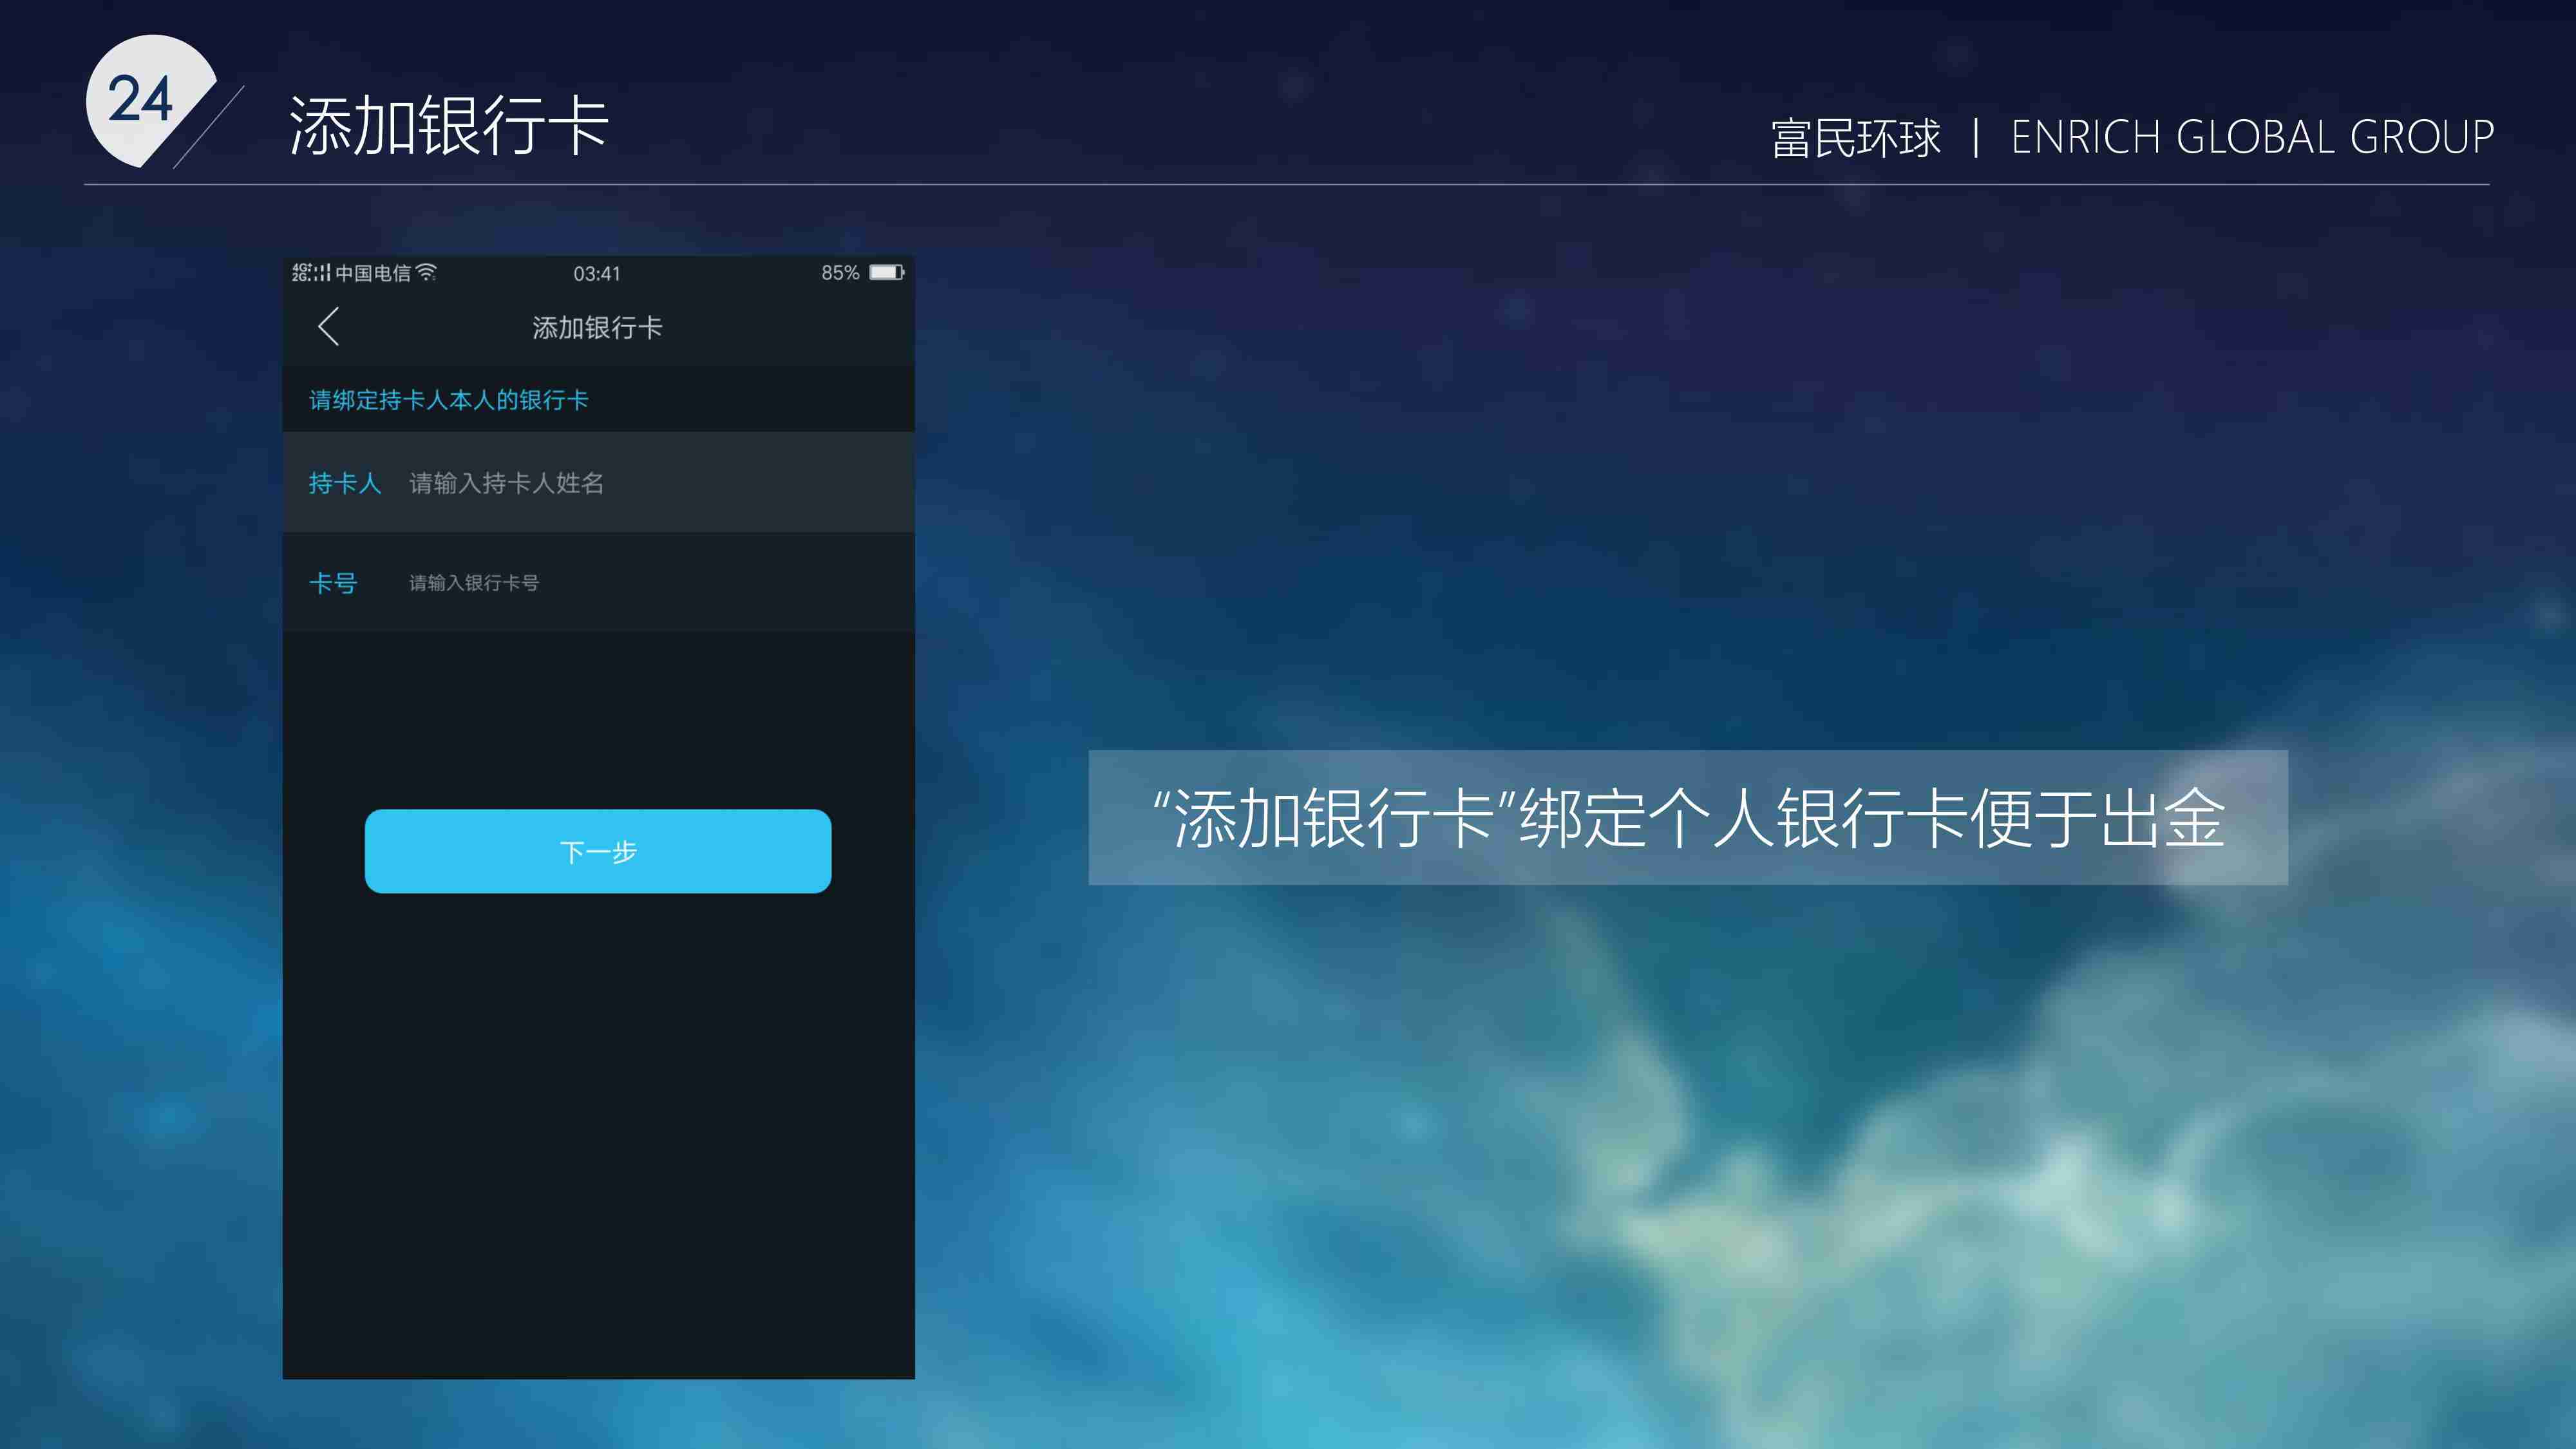 24
添加银行卡
富民环球 | ENRICH GLOBAL GROUP
4G+ 2G 中国电信 03:41 85%
添加银行卡
请绑定持卡人本人的银行卡
持卡人 请输入持卡人姓名
卡号 请输入银行卡号
下一步
“添加银行卡”绑定个人银行卡便于出金